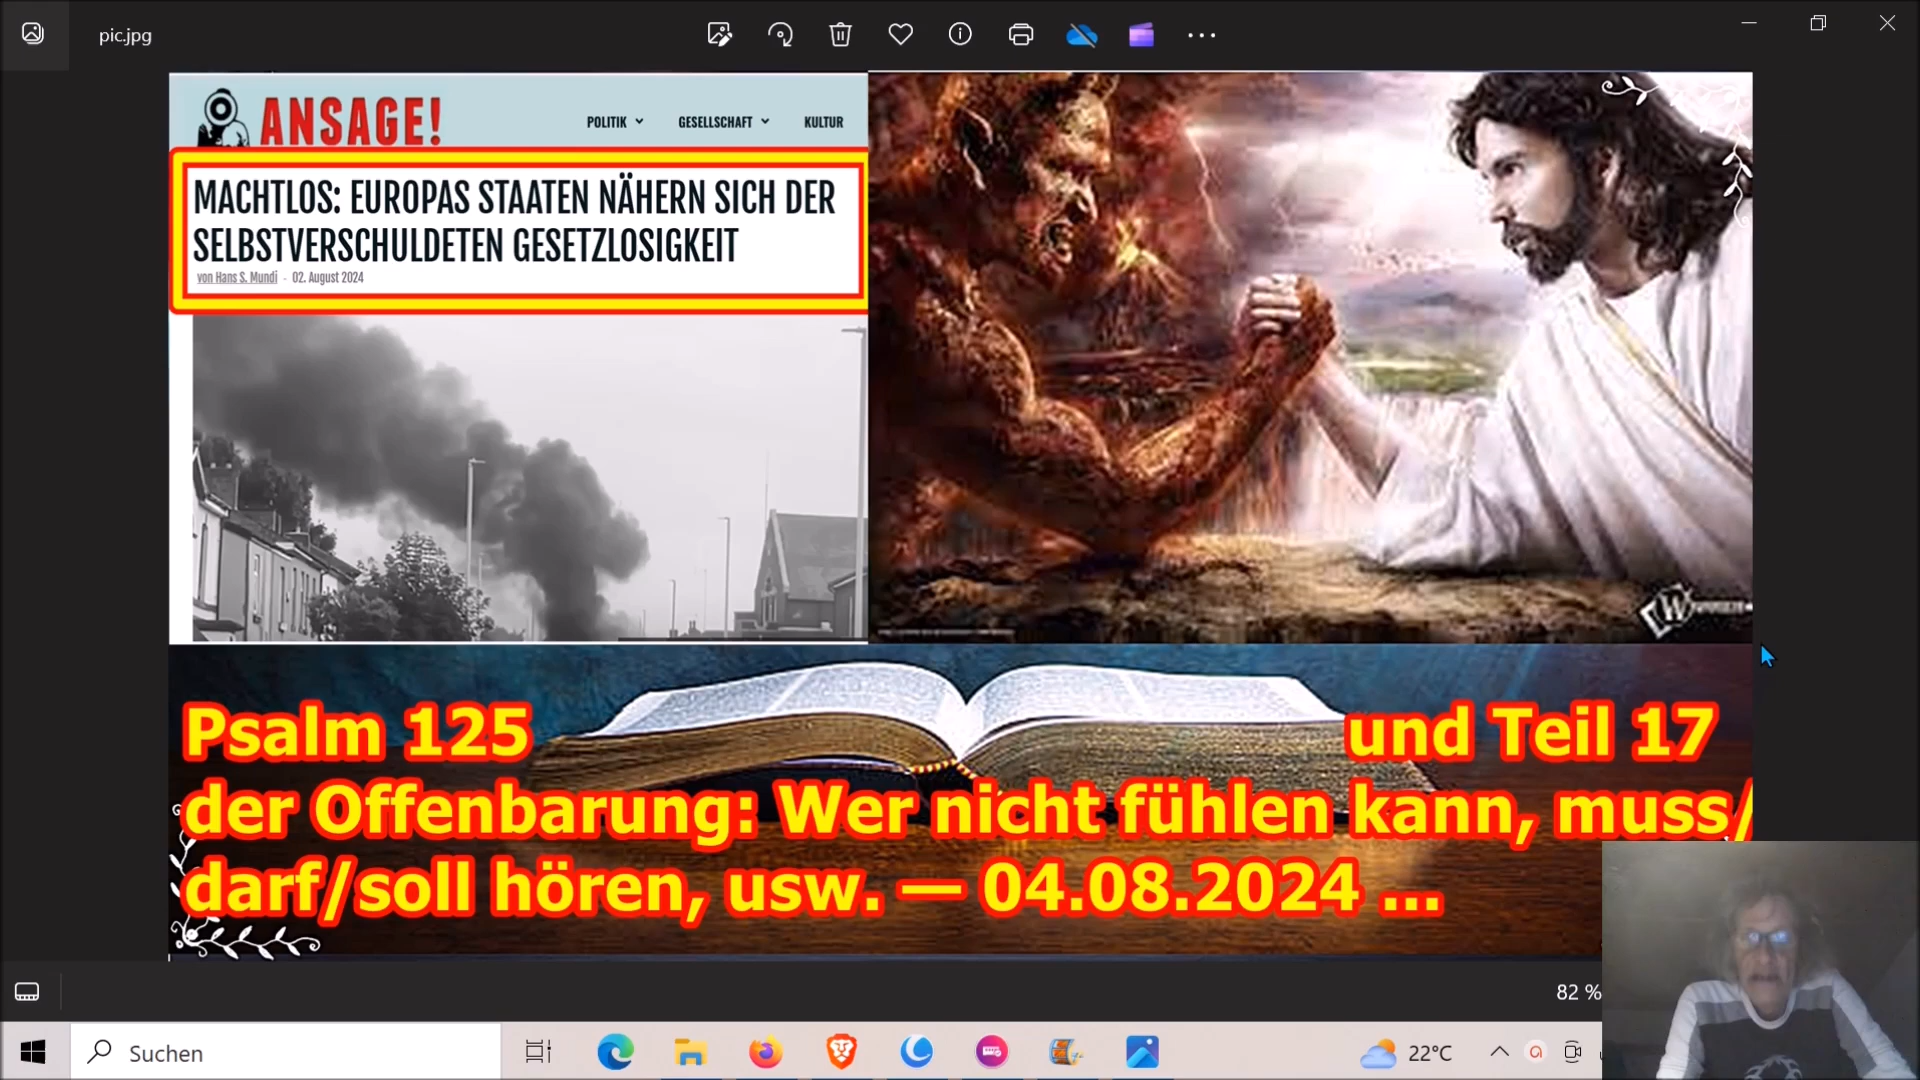 pic.jpg
ANSAGE!
POLITIK
GESELLSCHAFT
KULTUR
MACHTLOS: EUROPAS STAATEN NÄHERN SICH DER
SELBSTVERSCHULDETEN GESETZLOSIGKEIT
von Hans S. Mundi - 02. August 2024
Psalm 125 und Teil 17
der Offenbarung: Wer nicht fühlen kann, muss/
darf/soll hören, usw. — 04.08.2024 ...
82 %
Suchen
22°C